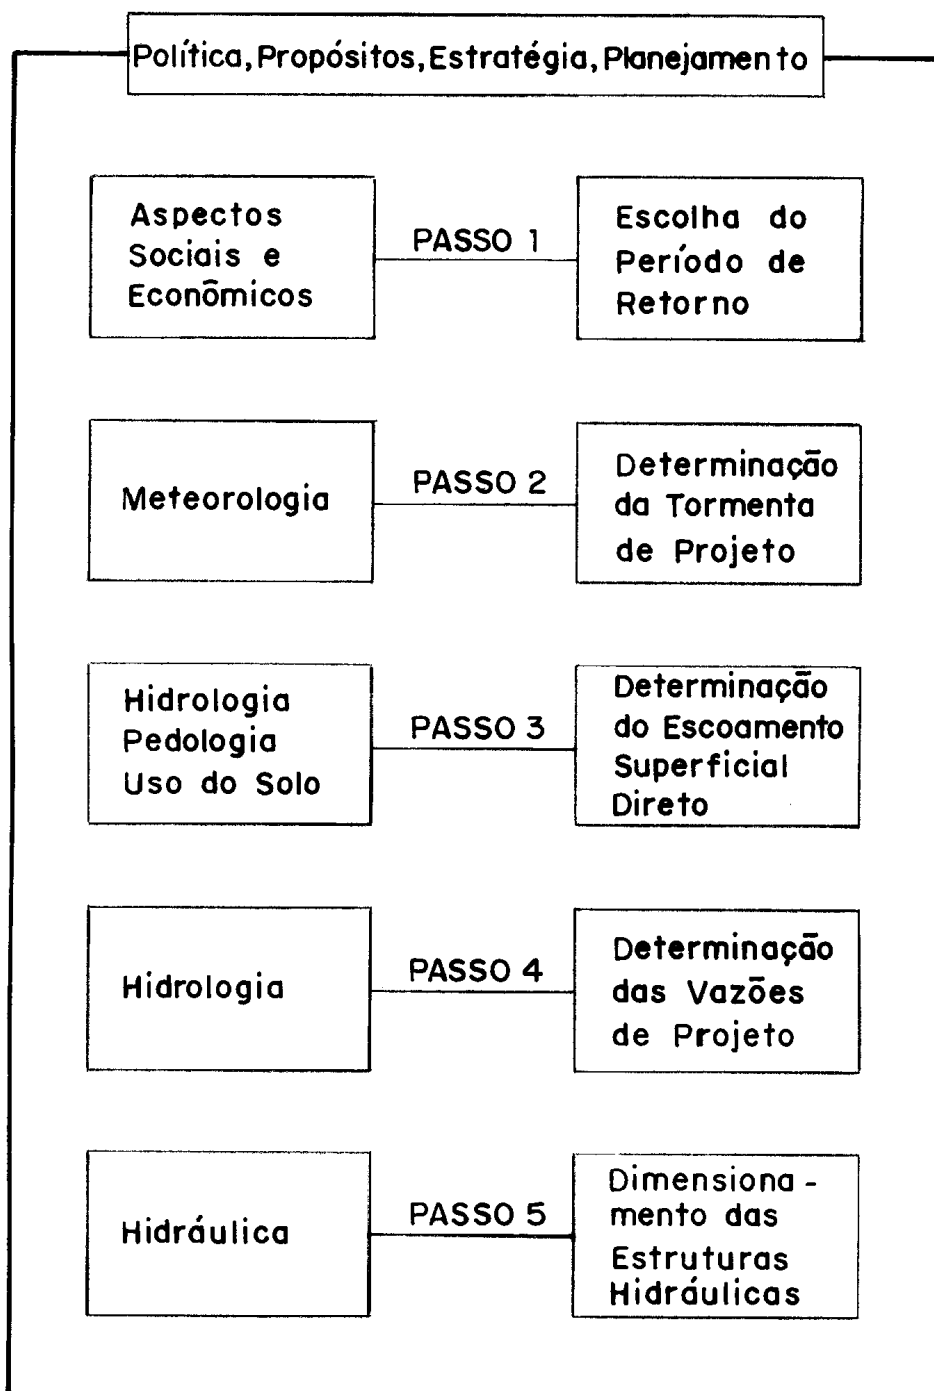 Política, Propósitos, Estratégia, Planejamento
Aspectos
Sociais e
Econômicos
PASSO 1
Escolha do
Período de
Retorno
Meteorologia
PASSO 2
Determinação
da Tormenta
de Projeto
Hidrologia
Pedologia
Uso do Solo
PASSO 3
Determinação
do Escoamento
Superficial
Direto
Hidrologia
PASSO 4
Determinação
das Vazões
de Projeto
Hidráulica
PASSO 5
Dimensiona-
mento das
Estruturas
Hidráulicas